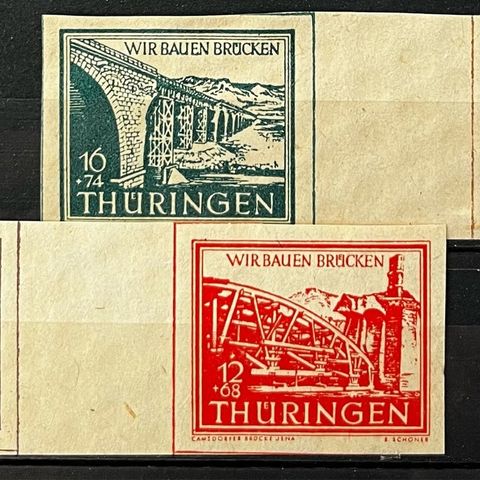 WIR BAUEN BRÜCKEN
16
+74
THÜRINGEN
WIR BAUEN BRÜCKEN
12
+68
THÜRINGEN
CAMSDORFER BRÜCKE JENA E. SCHÖNER